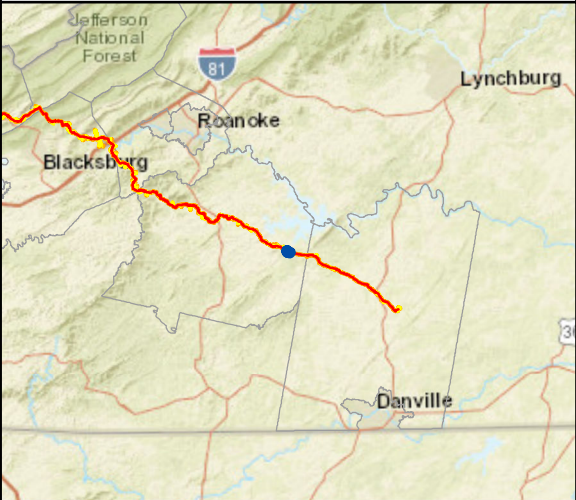 Jefferson
National
Forest
81
Lynchburg
Roanoke
Blacksburg
Danville